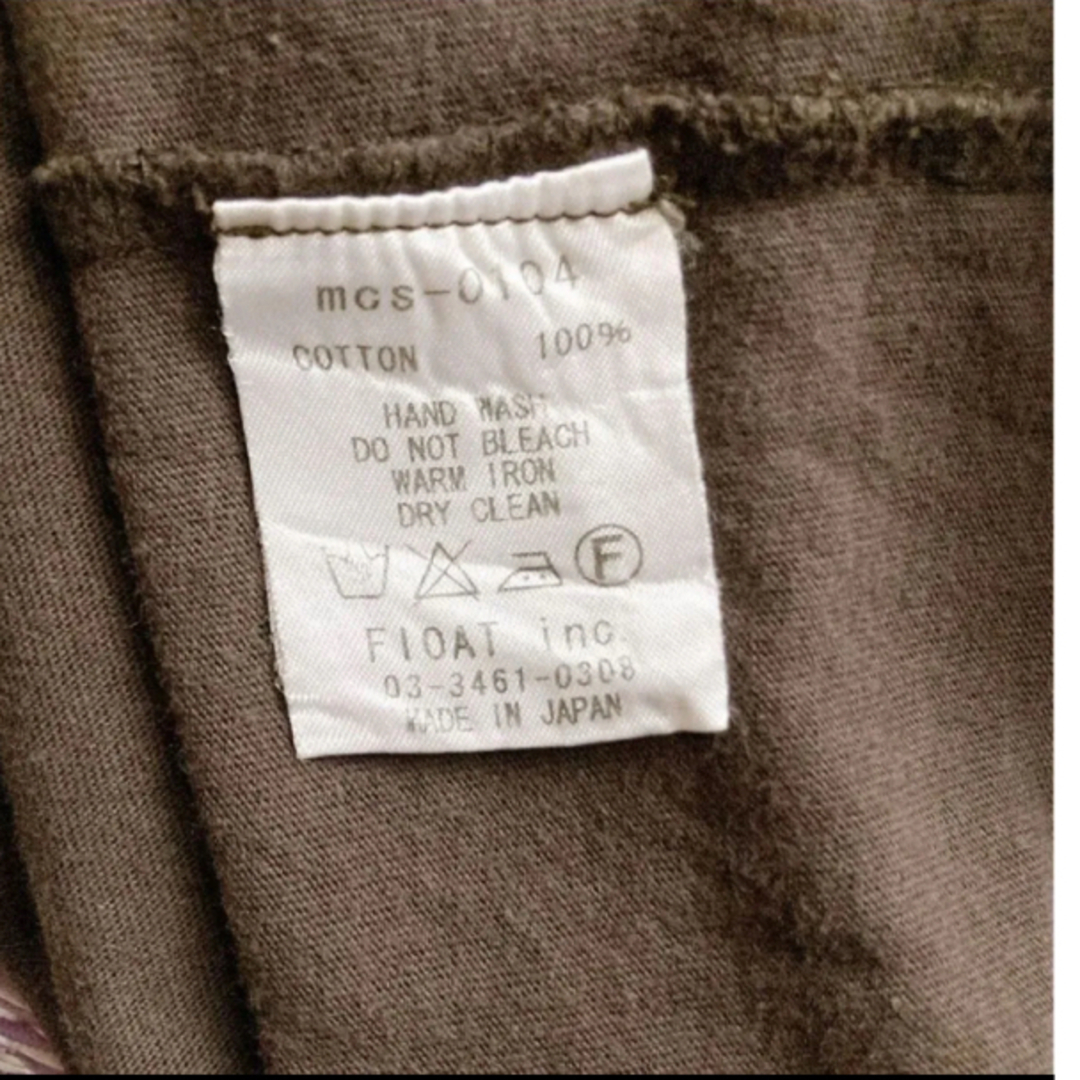 mcs-0104
COTTON 100%
HAND WASH
DO NOT BLEACH
WARM IRON
DRY CLEAN
F
FlOAT inc.
03-3461-0308
MADE IN JAPAN